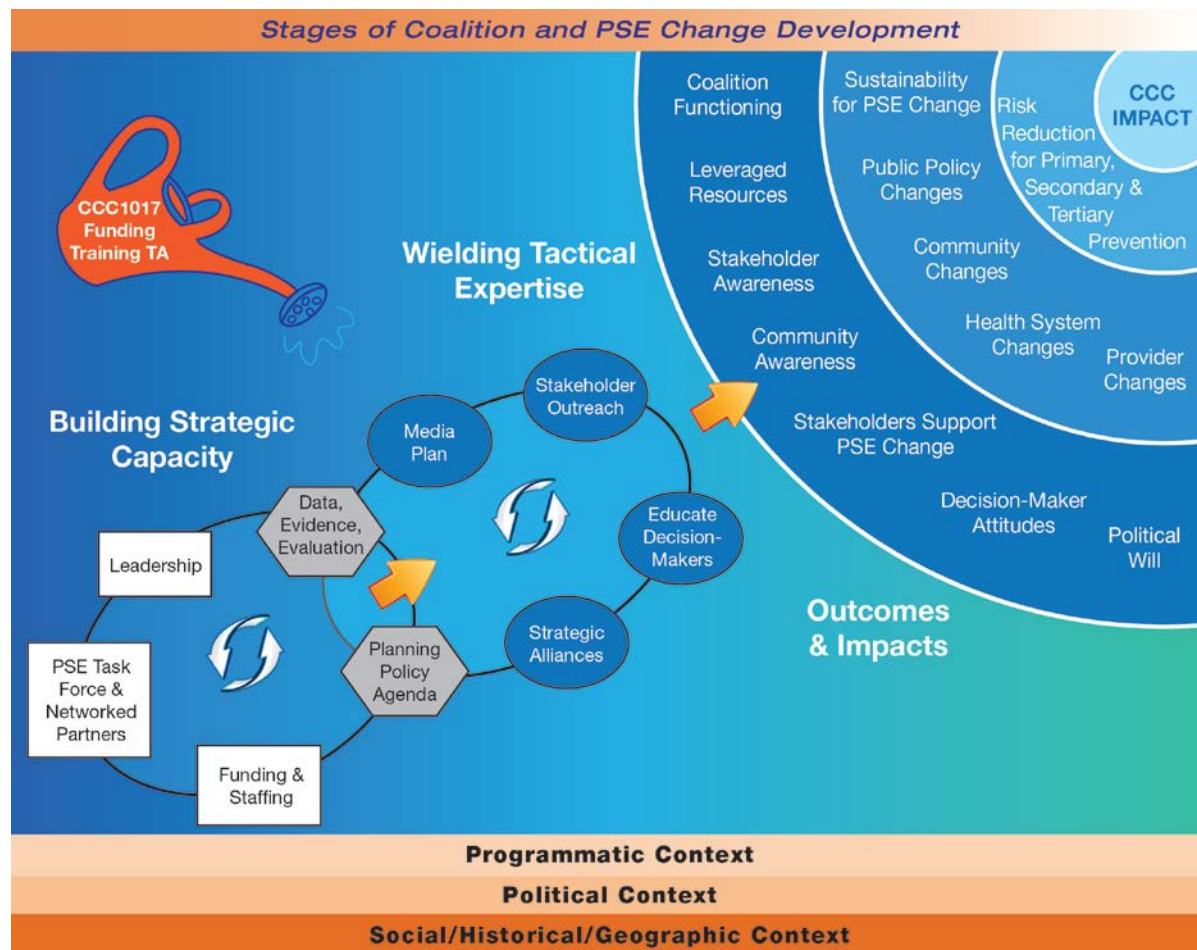 Stages of Coalition and PSE Change Development
CCC1017
Funding
Training TA
Building Strategic
Capacity
Leadership
PSE Task
Force &
Networked
Partners
Funding &
Staffing
Data,
Evidence,
Evaluation
Planning
Policy
Agenda
Wielding Tactical
Expertise
Media
Plan
Stakeholder
Outreach
Educate
Decision-
Makers
Strategic
Alliances
Outcomes
& Impacts
Coalition
Functioning
Leveraged
Resources
Stakeholder
Awareness
Community
Awareness
Stakeholders Support
PSE Change
Decision-Maker
Attitudes
Political
Will
Sustainability
for PSE Change
Public Policy
Changes
Community
Changes
Health System
Changes
Provider
Changes
Risk
Reduction
for Primary,
Secondary &
Tertiary
Prevention
CCC
IMPACT
Programmatic Context
Political Context
Social/Historical/Geographic Context